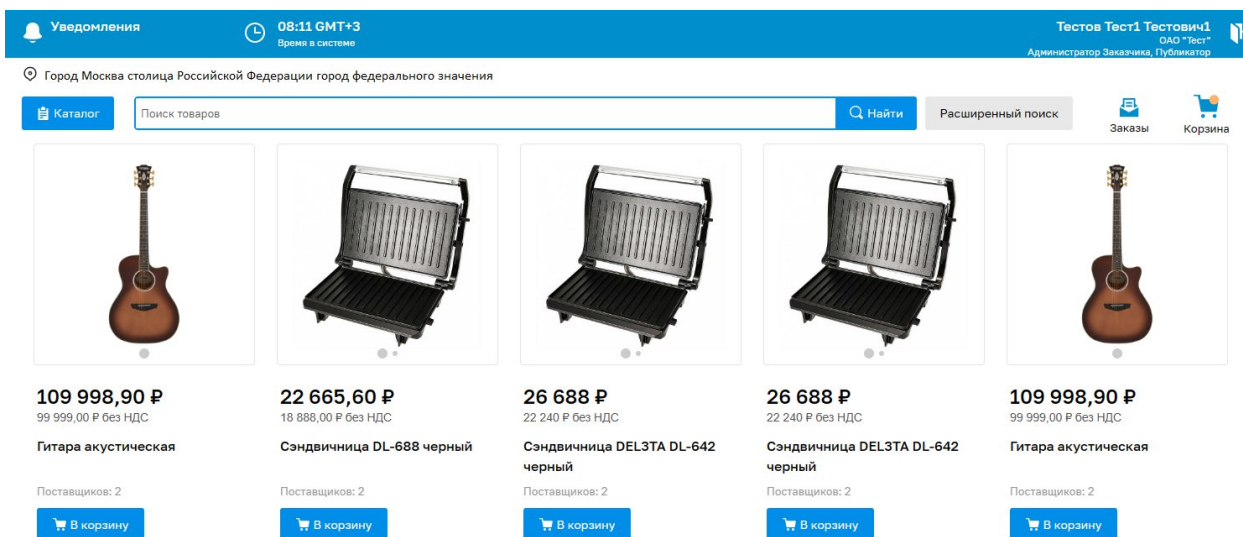 Уведомления
08:11 GMT+3
Время в системе
Тестов Тест1 Тестович1
ОАО "Тест"
Администратор Заказчика, Публикатор
Город Москва столица Российской Федерации город федерального значения
Каталог
Поиск товаров
Найти
Расширенный поиск
Заказы
Корзина
109 998,90 ₽
22 665,60 ₽
26 688 ₽
26 688 ₽
109 998,90 ₽
99 999,00 ₽ без НДС
18 888,00 ₽ без НДС
22 240 ₽ без НДС
22 240 ₽ без НДС
99 999,00 ₽ без НДС
Гитара акустическая
Сэндвичница DL-688 черный
Сэндвичница DELЗTA DL-642
черный
Сэндвичница DELЗTA DL-642
черный
Гитара акустическая
Поставщиков: 2
Поставщиков: 2
Поставщиков: 2
Поставщиков: 2
Поставщиков: 2
В корзину
В корзину
В корзину
В корзину
В корзину